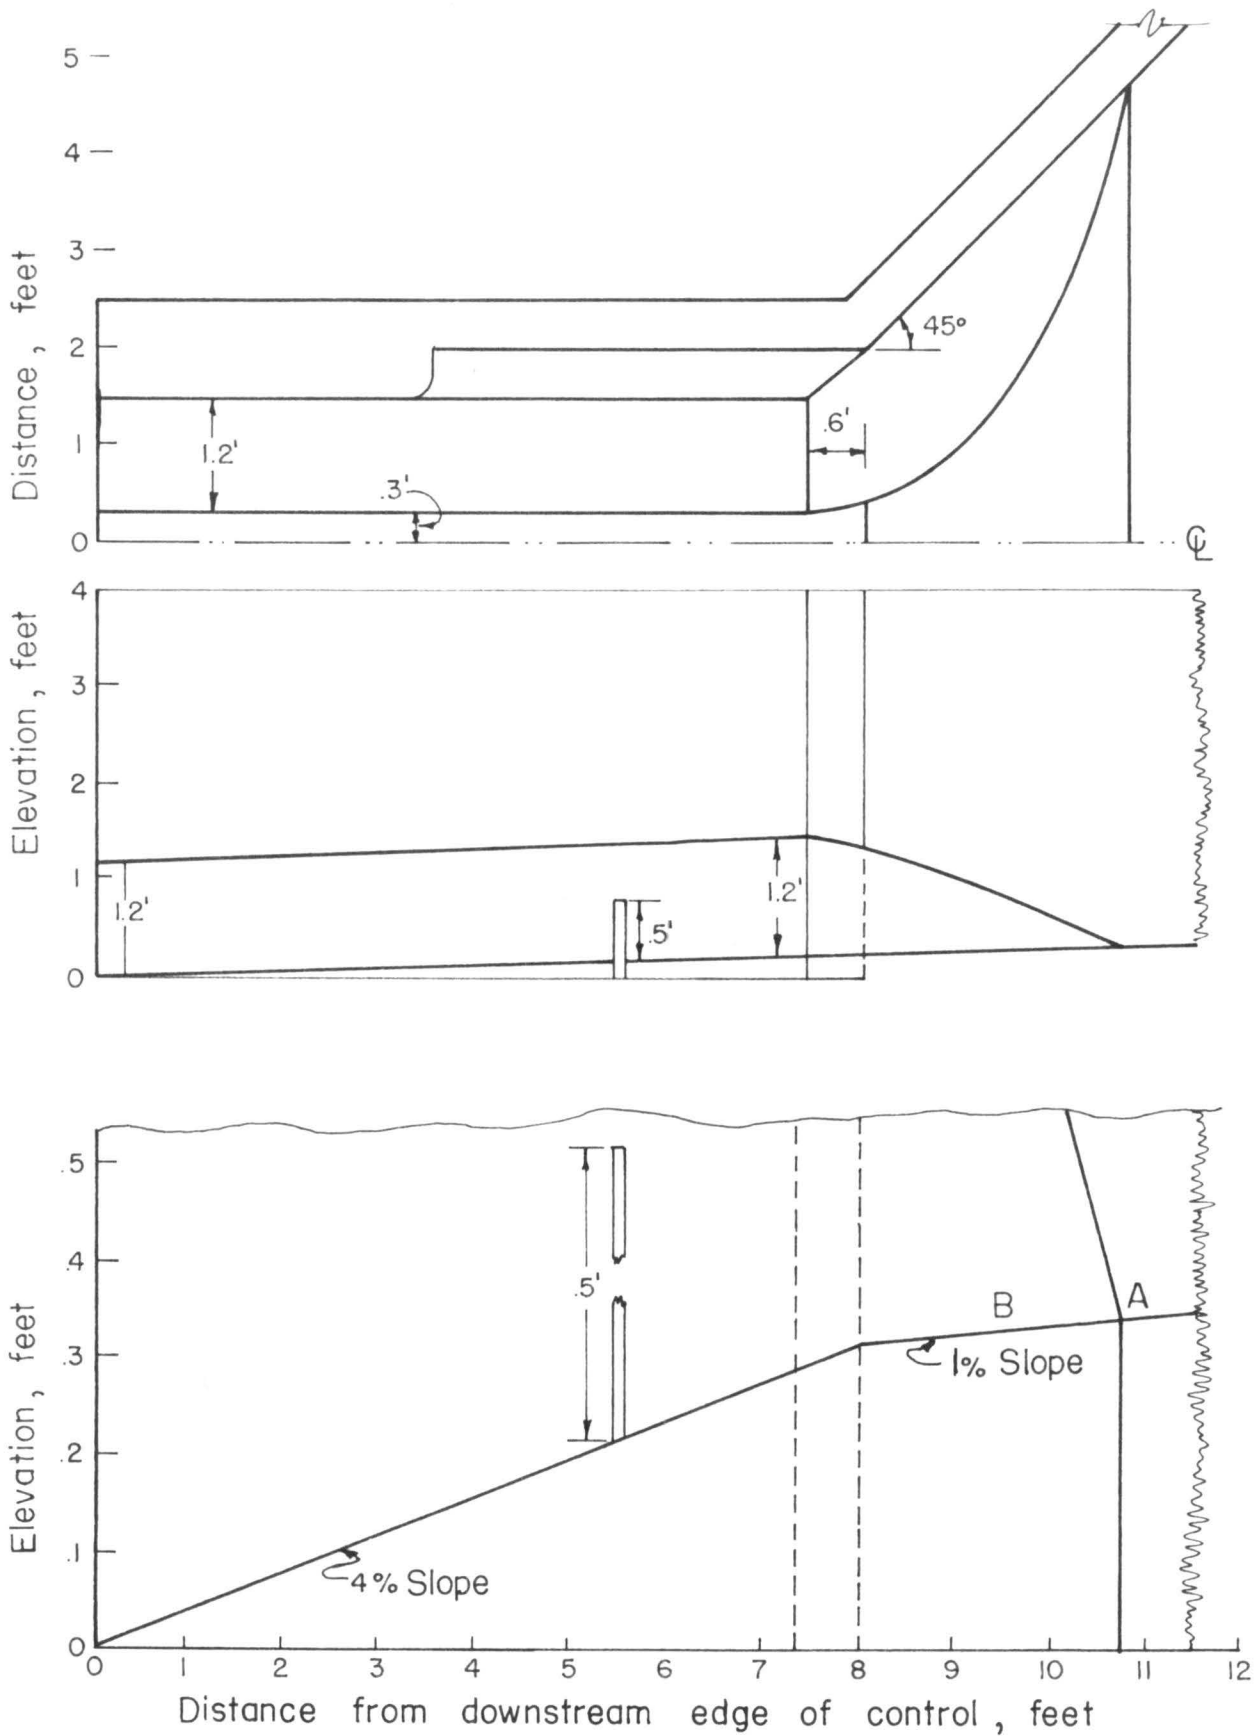 5
4
3
2
1
0
Distance, feet
1.2'
.3'
.6'
45°
℄
4
3
2
1
0
Elevation, feet
1.2'
.5'
1.2'
.5
.4
.3
.2
.1
0
Elevation, feet
.5'
B
A
1% Slope
4% Slope
0 1 2 3 4 5 6 7 8 9 10 11 12
Distance from downstream edge of control, feet